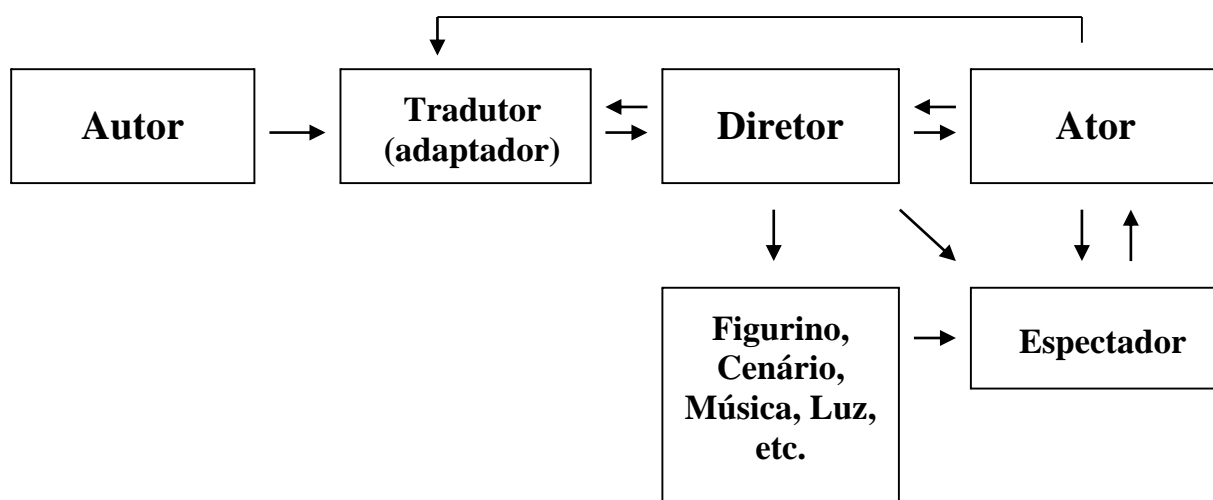 Autor
Tradutor
(adaptador)
Diretor
Ator
Figurino,
Cenário,
Música, Luz,
etc.
Espectador